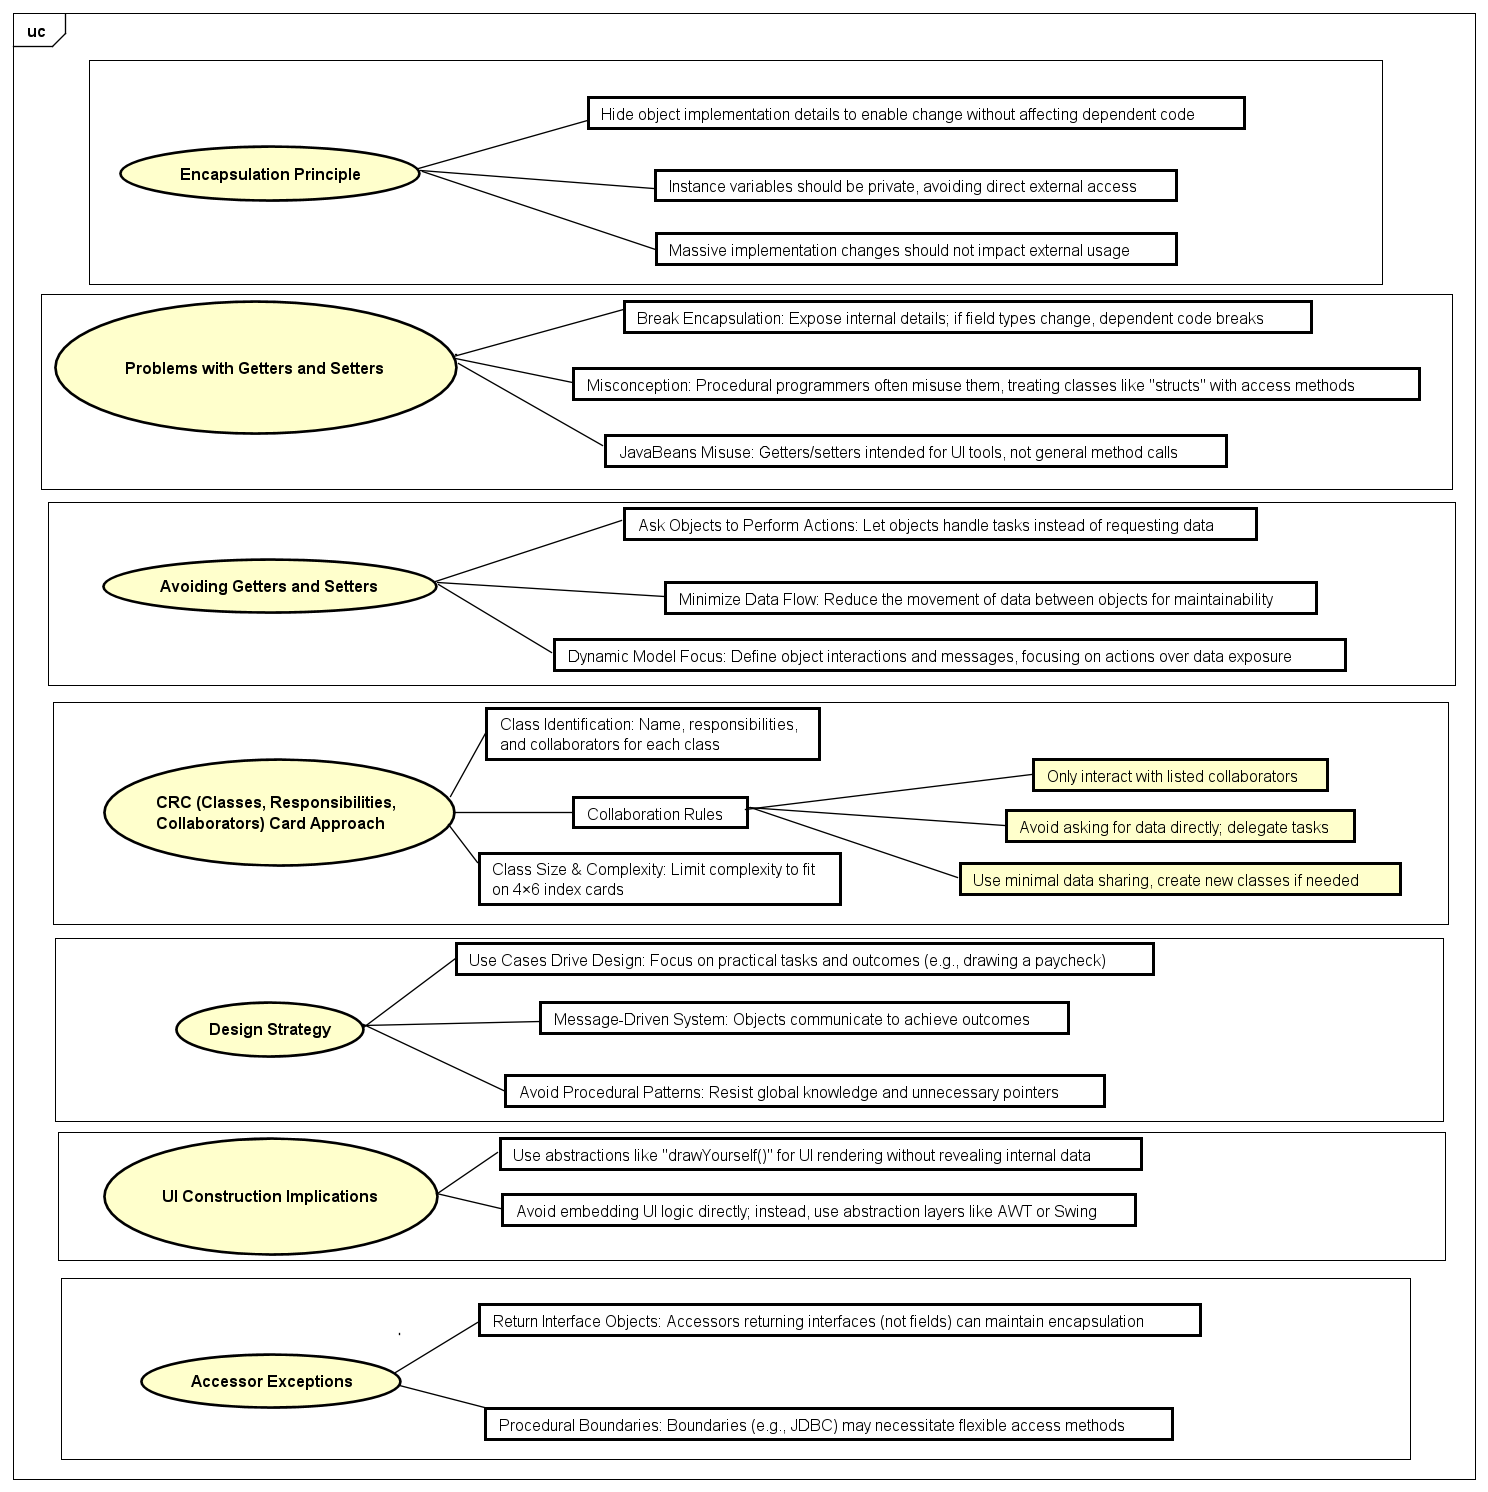 uc
Encapsulation Principle
Hide object implementation details to enable change without affecting dependent code
Instance variables should be private, avoiding direct external access
Massive implementation changes should not impact external usage
Problems with Getters and Setters
Break Encapsulation: Expose internal details; if field types change, dependent code breaks
Misconception: Procedural programmers often misuse them, treating classes like "structs" with access methods
JavaBeans Misuse: Getters/setters intended for UI tools, not general method calls
Avoiding Getters and Setters
Ask Objects to Perform Actions: Let objects handle tasks instead of requesting data
Minimize Data Flow: Reduce the movement of data between objects for maintainability
Dynamic Model Focus: Define object interactions and messages, focusing on actions over data exposure
CRC (Classes, Responsibilities,
Collaborators) Card Approach
Class Identification: Name, responsibilities,
and collaborators for each class
Collaboration Rules
Only interact with listed collaborators
Avoid asking for data directly; delegate tasks
Use minimal data sharing, create new classes if needed
Class Size & Complexity: Limit complexity to fit
on 4×6 index cards
Design Strategy
Use Cases Drive Design: Focus on practical tasks and outcomes (e.g., drawing a paycheck)
Message-Driven System: Objects communicate to achieve outcomes
Avoid Procedural Patterns: Resist global knowledge and unnecessary pointers
UI Construction Implications
Use abstractions like "drawYourself()" for UI rendering without revealing internal data
Avoid embedding UI logic directly; instead, use abstraction layers like AWT or Swing
Accessor Exceptions
Return Interface Objects: Accessors returning interfaces (not fields) can maintain encapsulation
Procedural Boundaries: Boundaries (e.g., JDBC) may necessitate flexible access methods